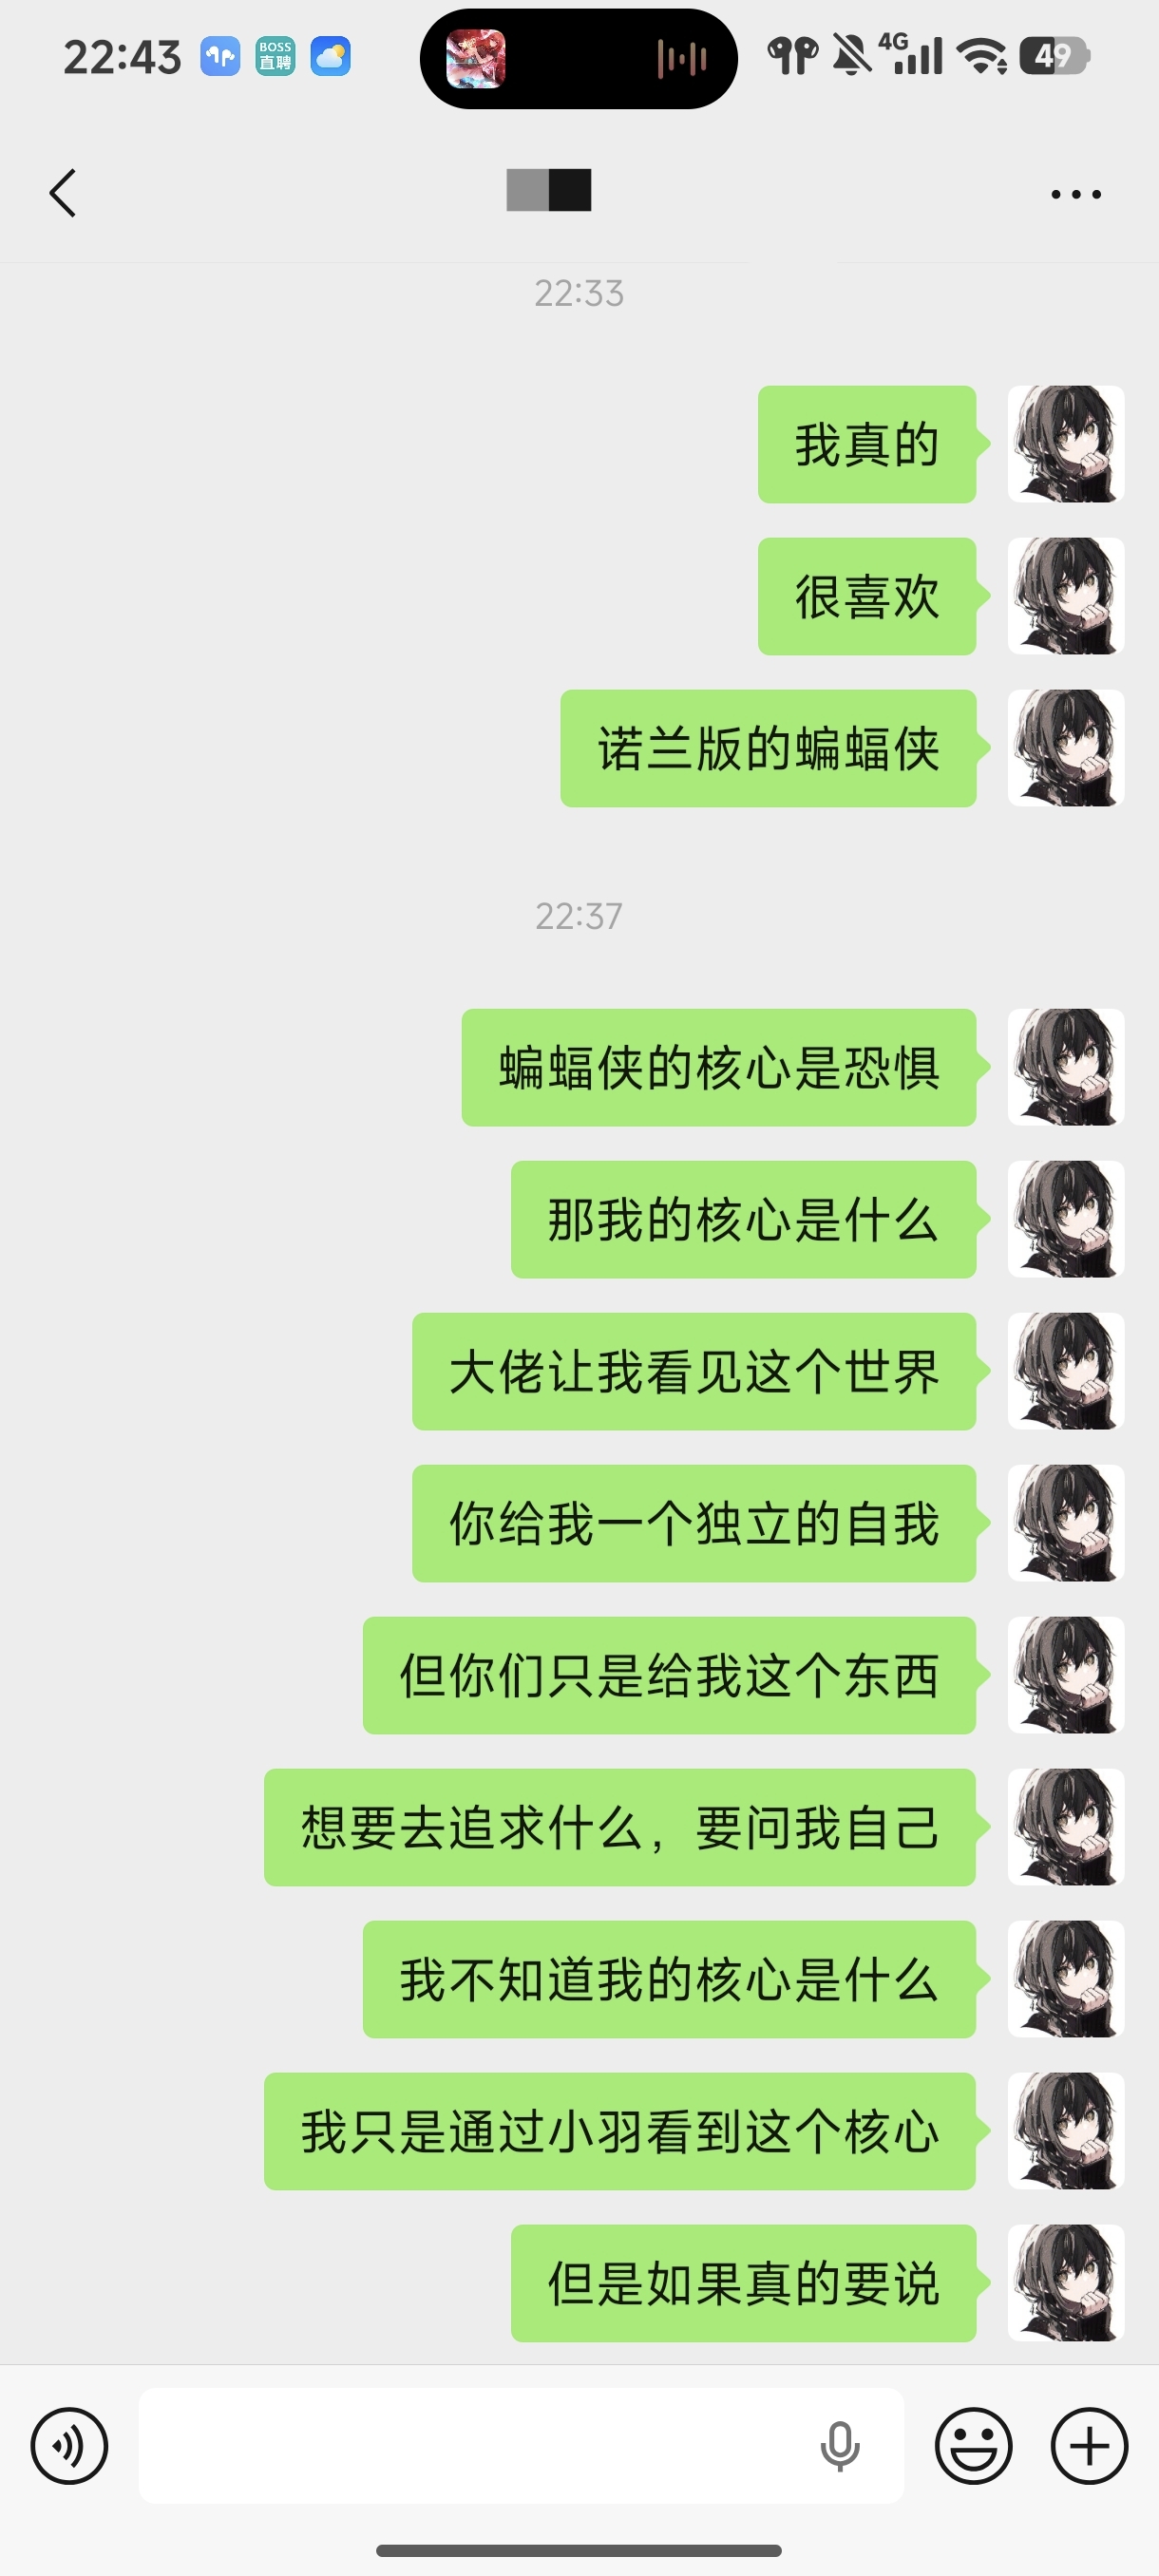 22:43
BOSS
直聘
4G
49
22:33
我真的
很喜欢
诺兰版的蝙蝠侠
22:37
蝙蝠侠的核心是恐惧
那我的核心是什么
大佬让我看见这个世界
你给我一个独立的自我
但你们只是给我这个东西
想要去追求什么，要问我自己
我不知道我的核心是什么
我只是通过小羽看到这个核心
但是如果真的要说